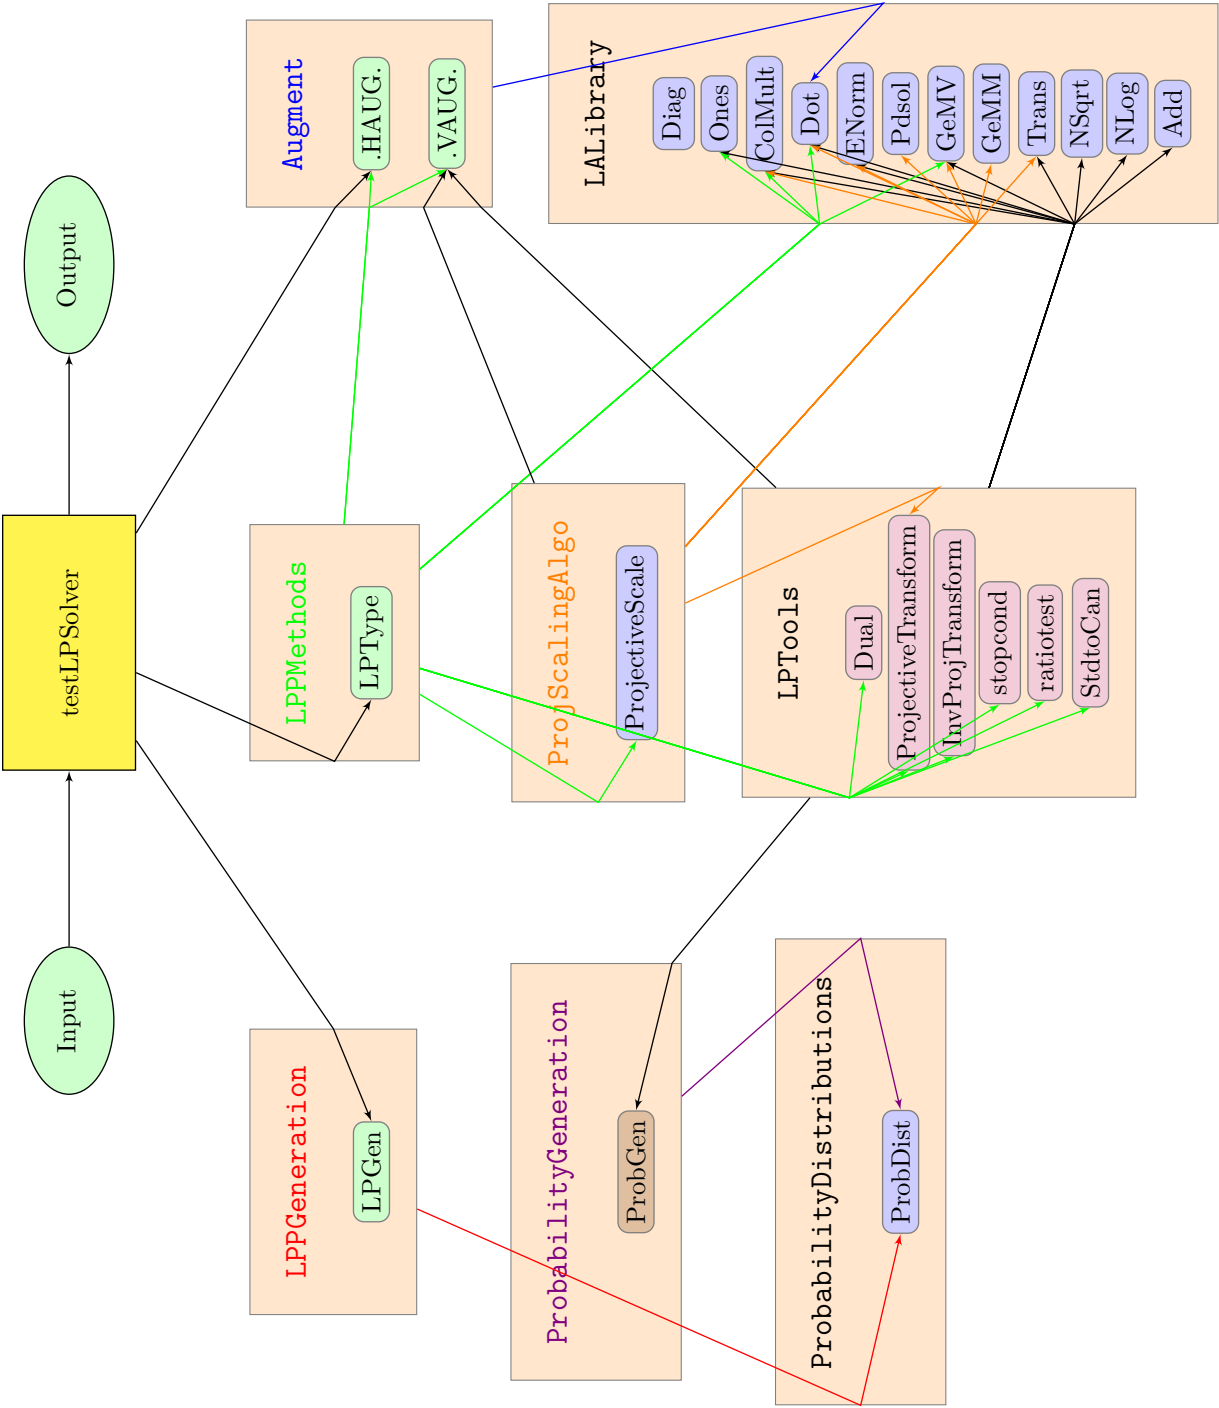 Input
testLPSolver
Output
LPPGeneration
LPGen
LPPMethods
LPType
Augment
.HAUG.
.VAUG.
ProbabilityGeneration
ProbGen
ProjScalingAlgo
ProjectiveScale
LALibrary
Diag
Ones
ColMult
Dot
ENorm
Pdsol
GeMV
GeMM
Trans
NSqrt
NLog
Add
ProbabilityDistributions
ProbDist
LPTools
Dual
ProjectiveTransform
InvProjTransform
stopcond
ratiotest
StdtoCan